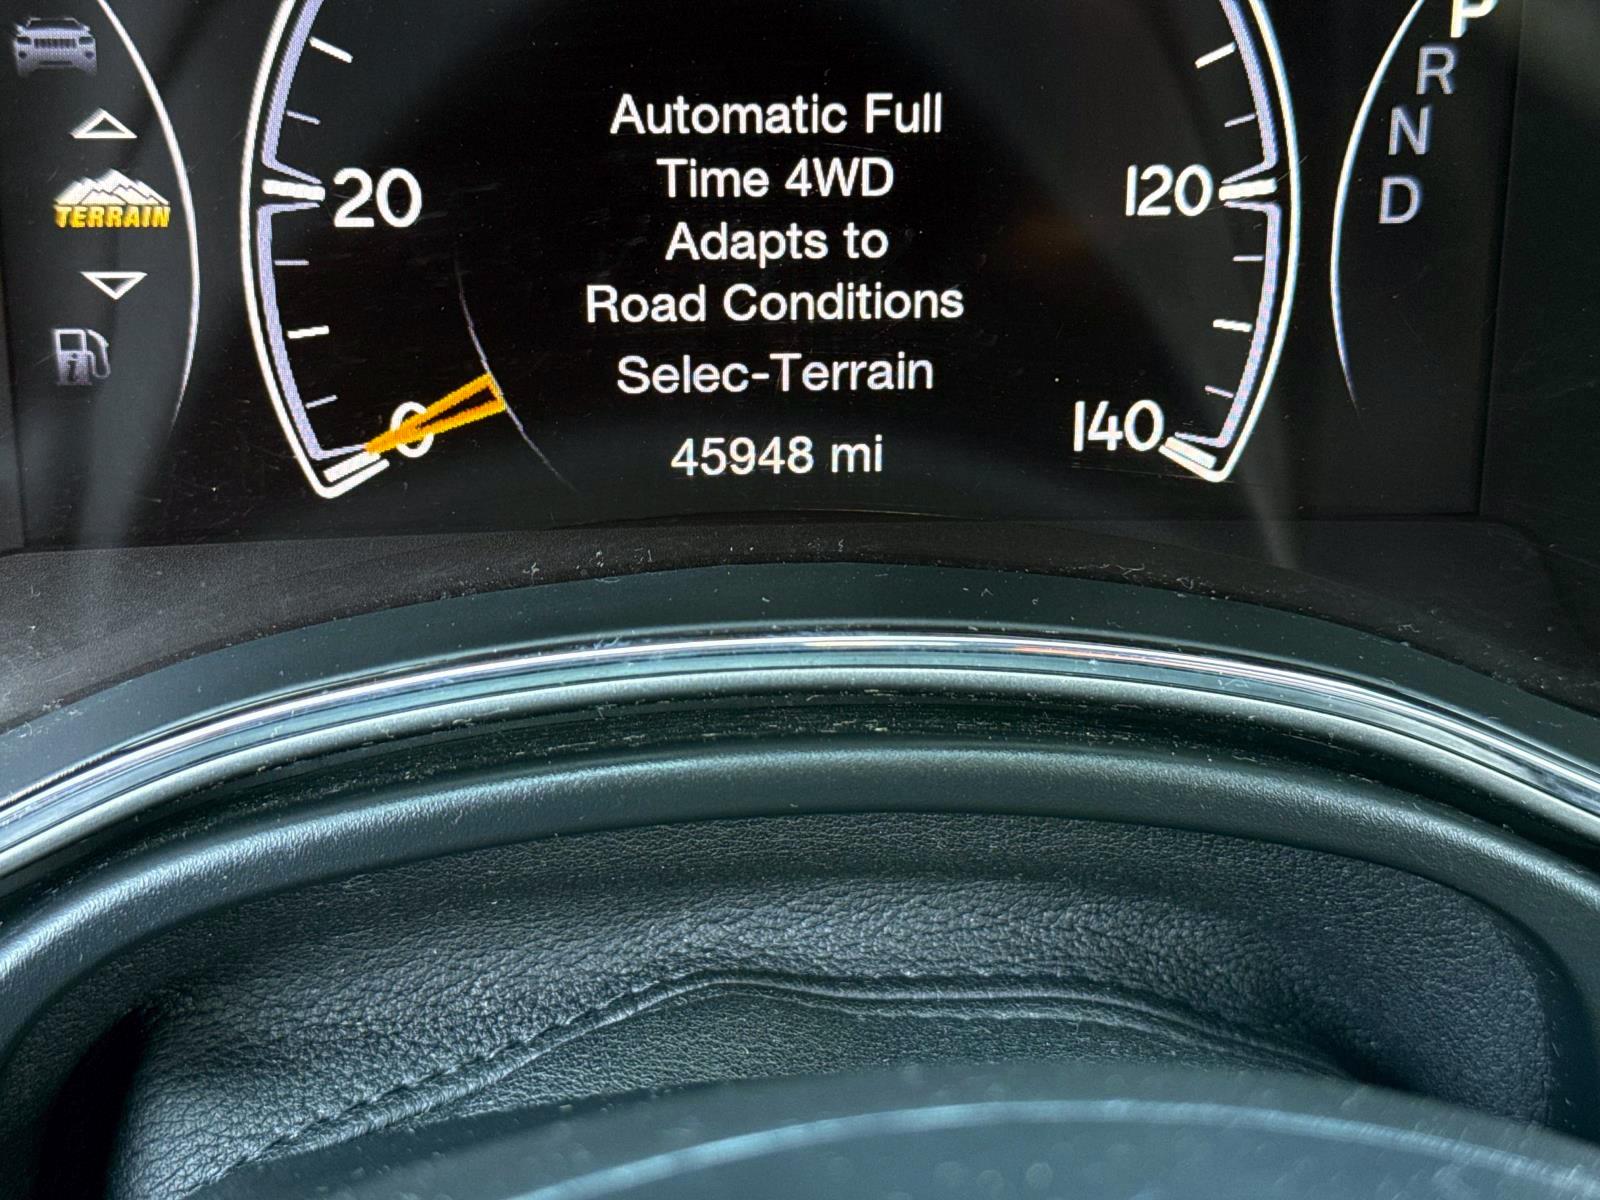 P
R
N
D
TERRAIN
20
0
120
140
Automatic Full
Time 4WD
Adapts to
Road Conditions
Selec-Terrain
45948 mi
i